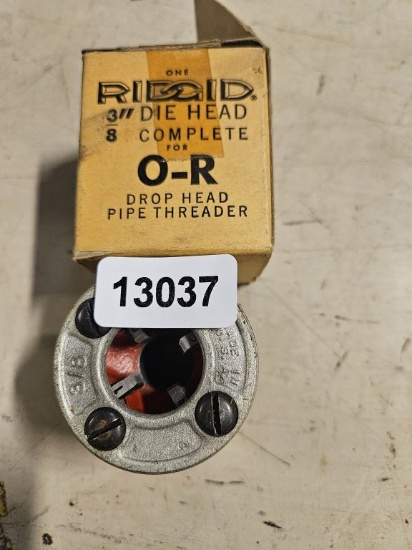 ONE
RIDGID®
3/8" DIE HEAD
COMPLETE
FOR
O-R
DROP HEAD
PIPE THREADER
13037
3/8